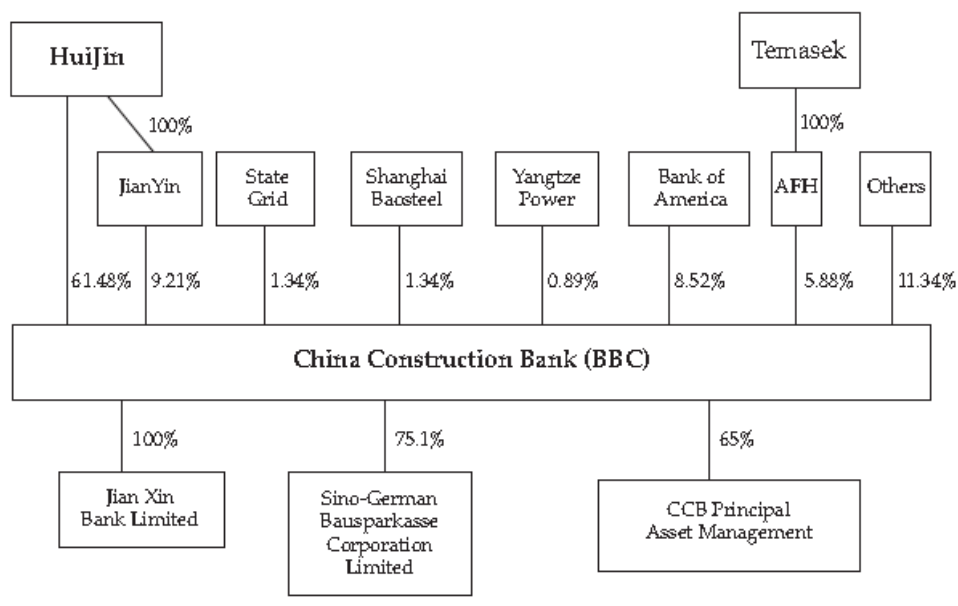 HuiJin
Temasek
100%
100%
JianYin
State
Grid
Shanghai
Baosteel
Yangtze
Power
Bank of
America
AFH
Others
61.48%
9.21%
1.34%
1.34%
0.89%
8.52%
5.88%
11.34%
China Construction Bank (BBC)
100%
75.1%
65%
Jian Xin
Bank Limited
Sino-German
Bausparkasse
Corporation
Limited
CCB Principal
Asset Management